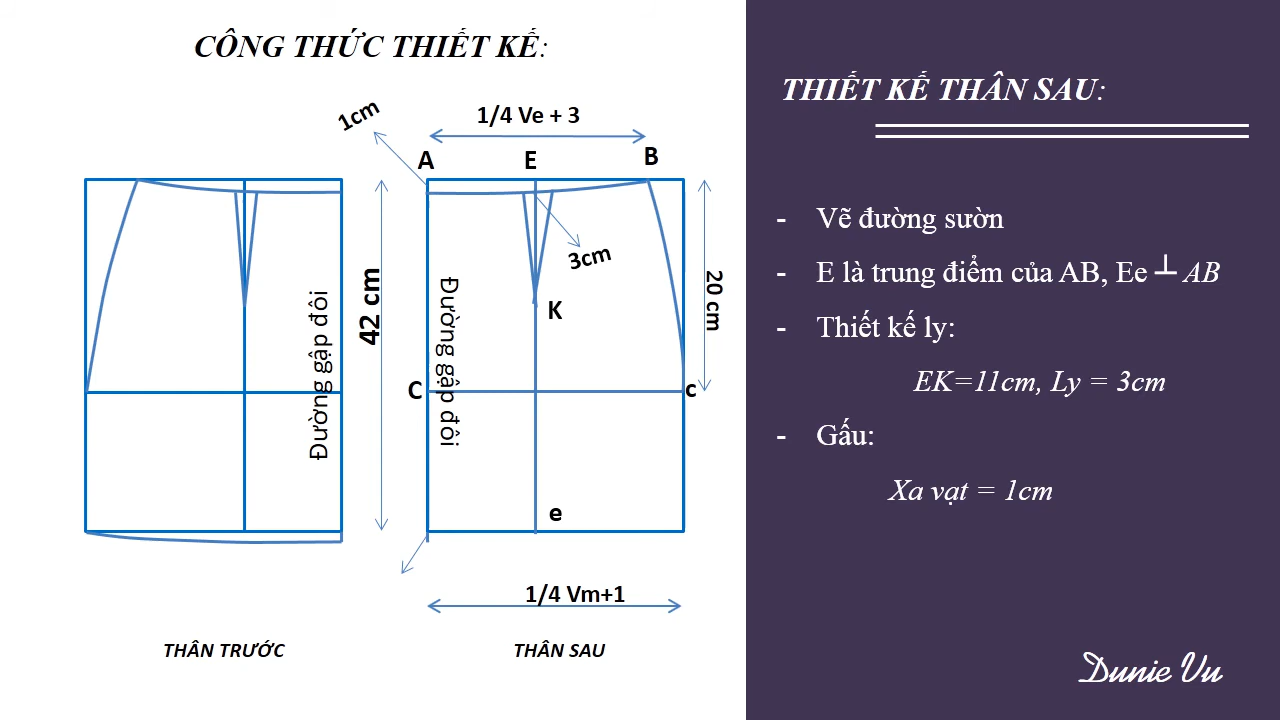 CÔNG THỨC THIẾT KẾ:
1cm
1/4 Ve + 3
A
E
B
3cm
K
20 cm
42 cm
Đường gập đôi
Đường gập đôi
C
c
e
1/4 Vm+1
THÂN TRƯỚC
THÂN SAU
THIẾT KẾ THÂN SAU:
- Vẽ đường sườn
- E là trung điểm của AB, Ee ┴ AB
- Thiết kế ly:
EK=11cm, Ly = 3cm
- Gấu:
Xa vạt = 1cm
Dunie Vu